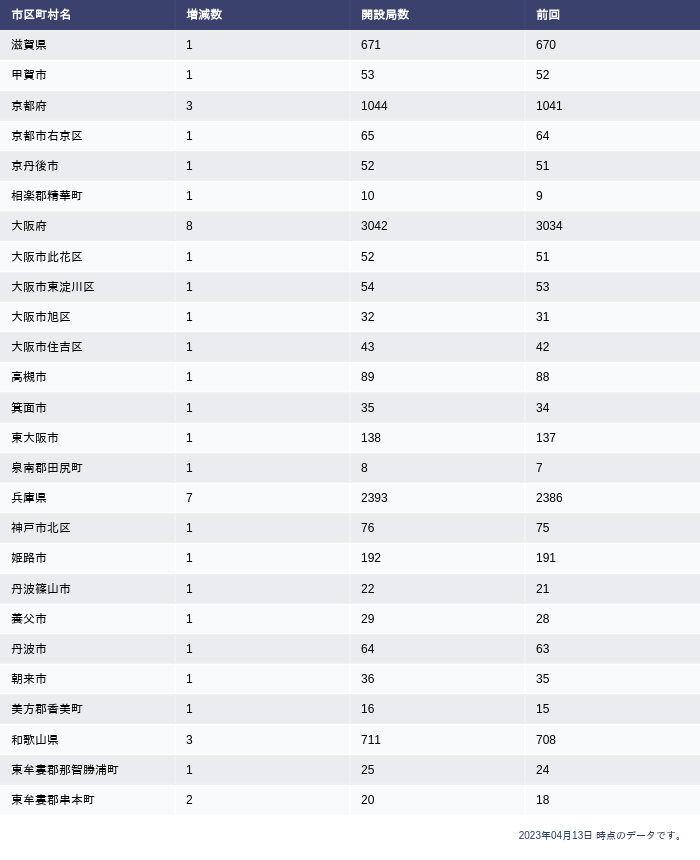 市区町村名 増減数 開設局数 前回
滋賀県 1 671 670
甲賀市 1 53 52
京都府 3 1044 1041
京都市右京区 1 65 64
京丹後市 1 52 51
相楽郡精華町 1 10 9
大阪府 8 3042 3034
大阪市此花区 1 52 51
大阪市東淀川区 1 54 53
大阪市旭区 1 32 31
大阪市住吉区 1 43 42
高槻市 1 89 88
箕面市 1 35 34
東大阪市 1 138 137
泉南郡田尻町 1 8 7
兵庫県 7 2393 2386
神戸市北区 1 76 75
姫路市 1 192 191
丹波篠山市 1 22 21
養父市 1 29 28
丹波市 1 64 63
朝来市 1 36 35
美方郡香美町 1 16 15
和歌山県 3 711 708
東牟婁郡那智勝浦町 1 25 24
東牟婁郡串本町 2 20 18
2023年04月13日 時点のデータです。